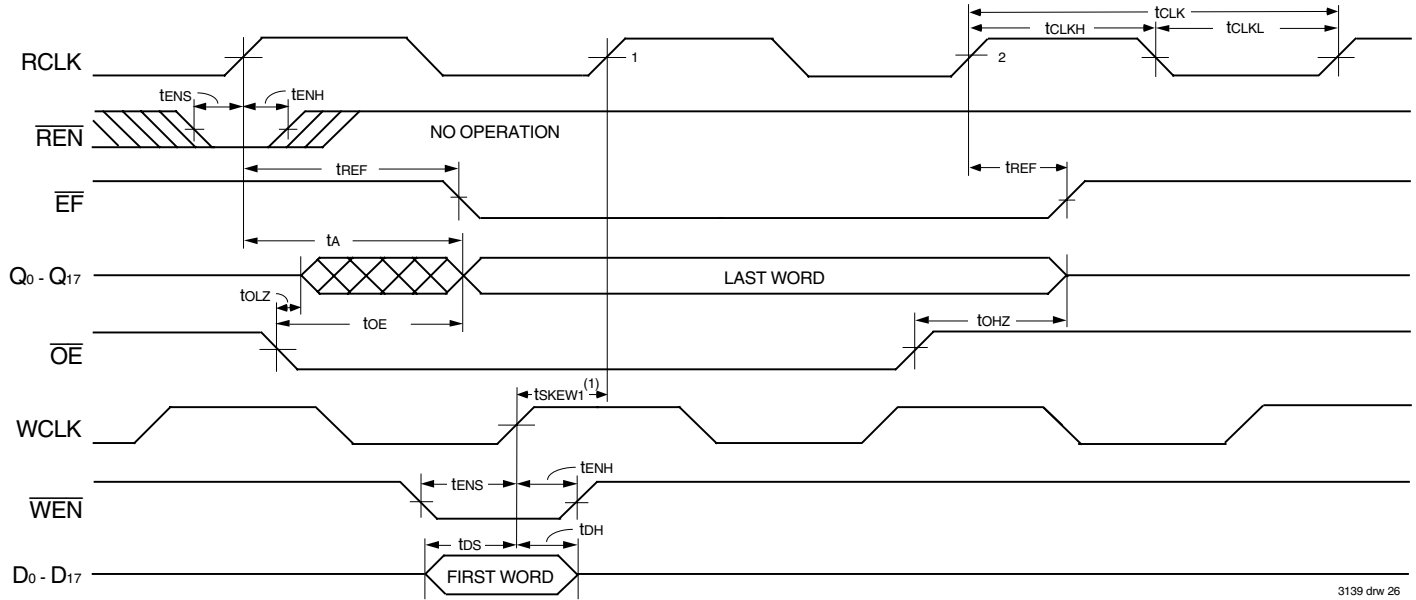 tCLK
tCLKH
tCLKL
RCLK
1
2
tENS
tENH
REN
NO OPERATION
tREF
tREF
EF
tA
Q0 - Q17
LAST WORD
tOLZ
tOE
tOHZ
OE
tSKEW1(1)
WCLK
tENS
tENH
WEN
tDS
tDH
D0 - D17
FIRST WORD
3139 drw 26